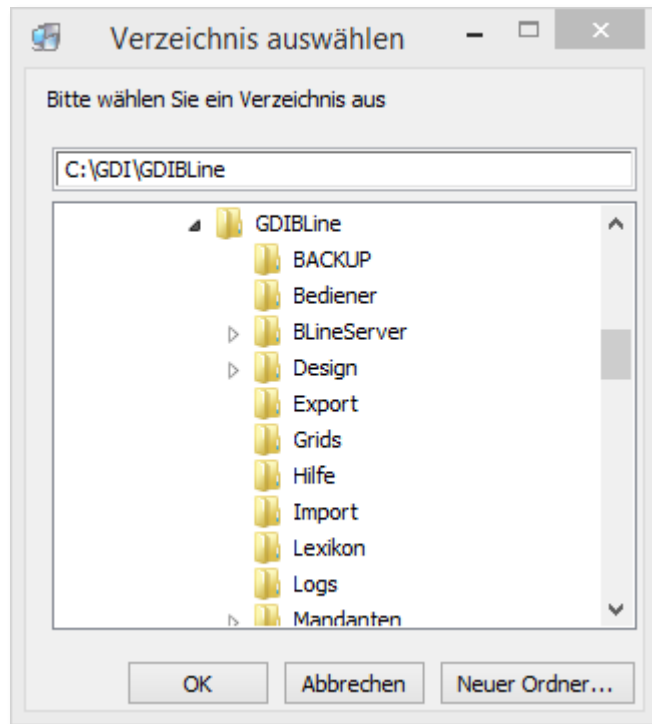 Verzeichnis auswählen
Bitte wählen Sie ein Verzeichnis aus
C:\GDI\GDIBLine
GDIBLine
BACKUP
Bediener
BLineServer
Design
Export
Grids
Hilfe
Import
Lexikon
Logs
Mandanten
OK Abbrechen Neuer Ordner...